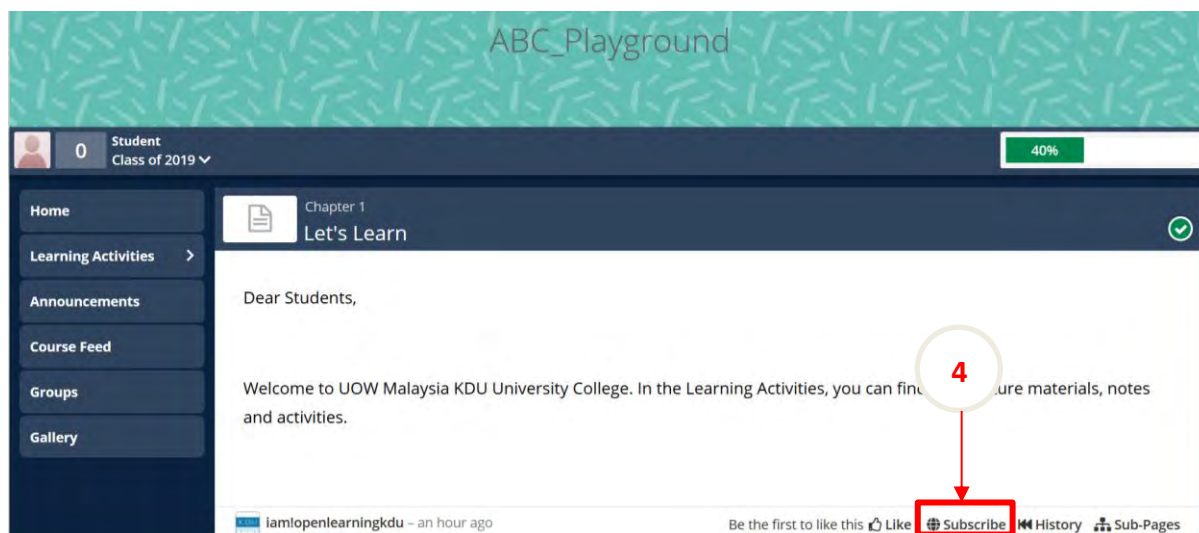 ABC_Playground
0
Student
Class of 2019
40%
Home
Learning Activities
Announcements
Course Feed
Groups
Gallery
Chapter 1
Let's Learn
Dear Students,
Welcome to UOW Malaysia KDU University College. In the Learning Activities, you can ure materials, notes
and activities.
4
iam!openlearningkdu – an hour ago
Be the first to like this Like Subscribe History Sub-Pages